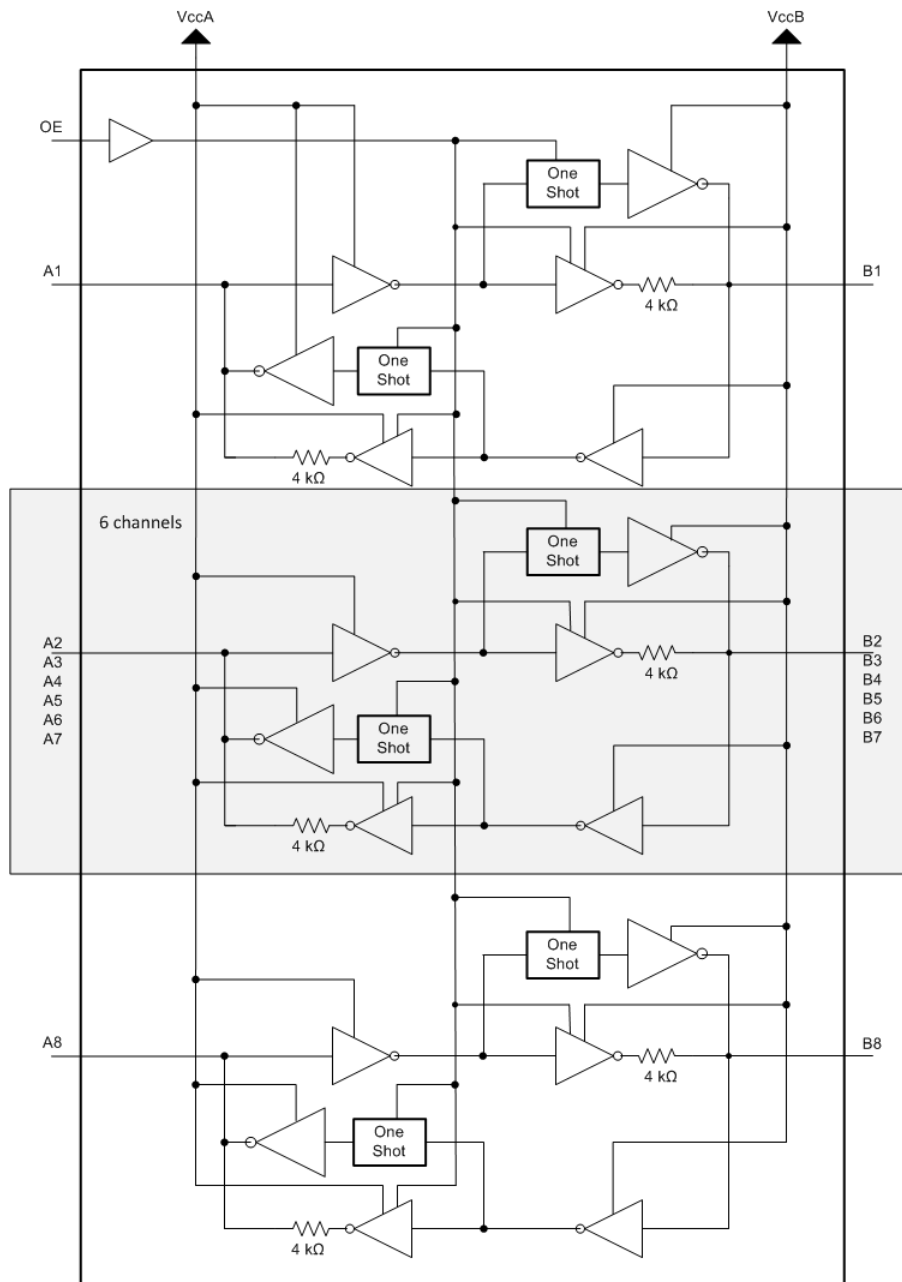 VccA
VccB
OE
One
Shot
A1
B1
4 kΩ
One
Shot
4 kΩ
6 channels
One
Shot
A2
A3
A4
A5
A6
A7
B2
B3
B4
B5
B6
B7
4 kΩ
One
Shot
4 kΩ
One
Shot
A8
B8
4 kΩ
One
Shot
4 kΩ